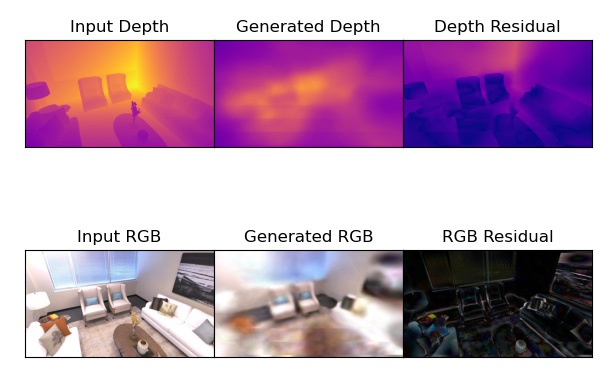 Input Depth
Generated Depth
Depth Residual
Input RGB
Generated RGB
RGB Residual